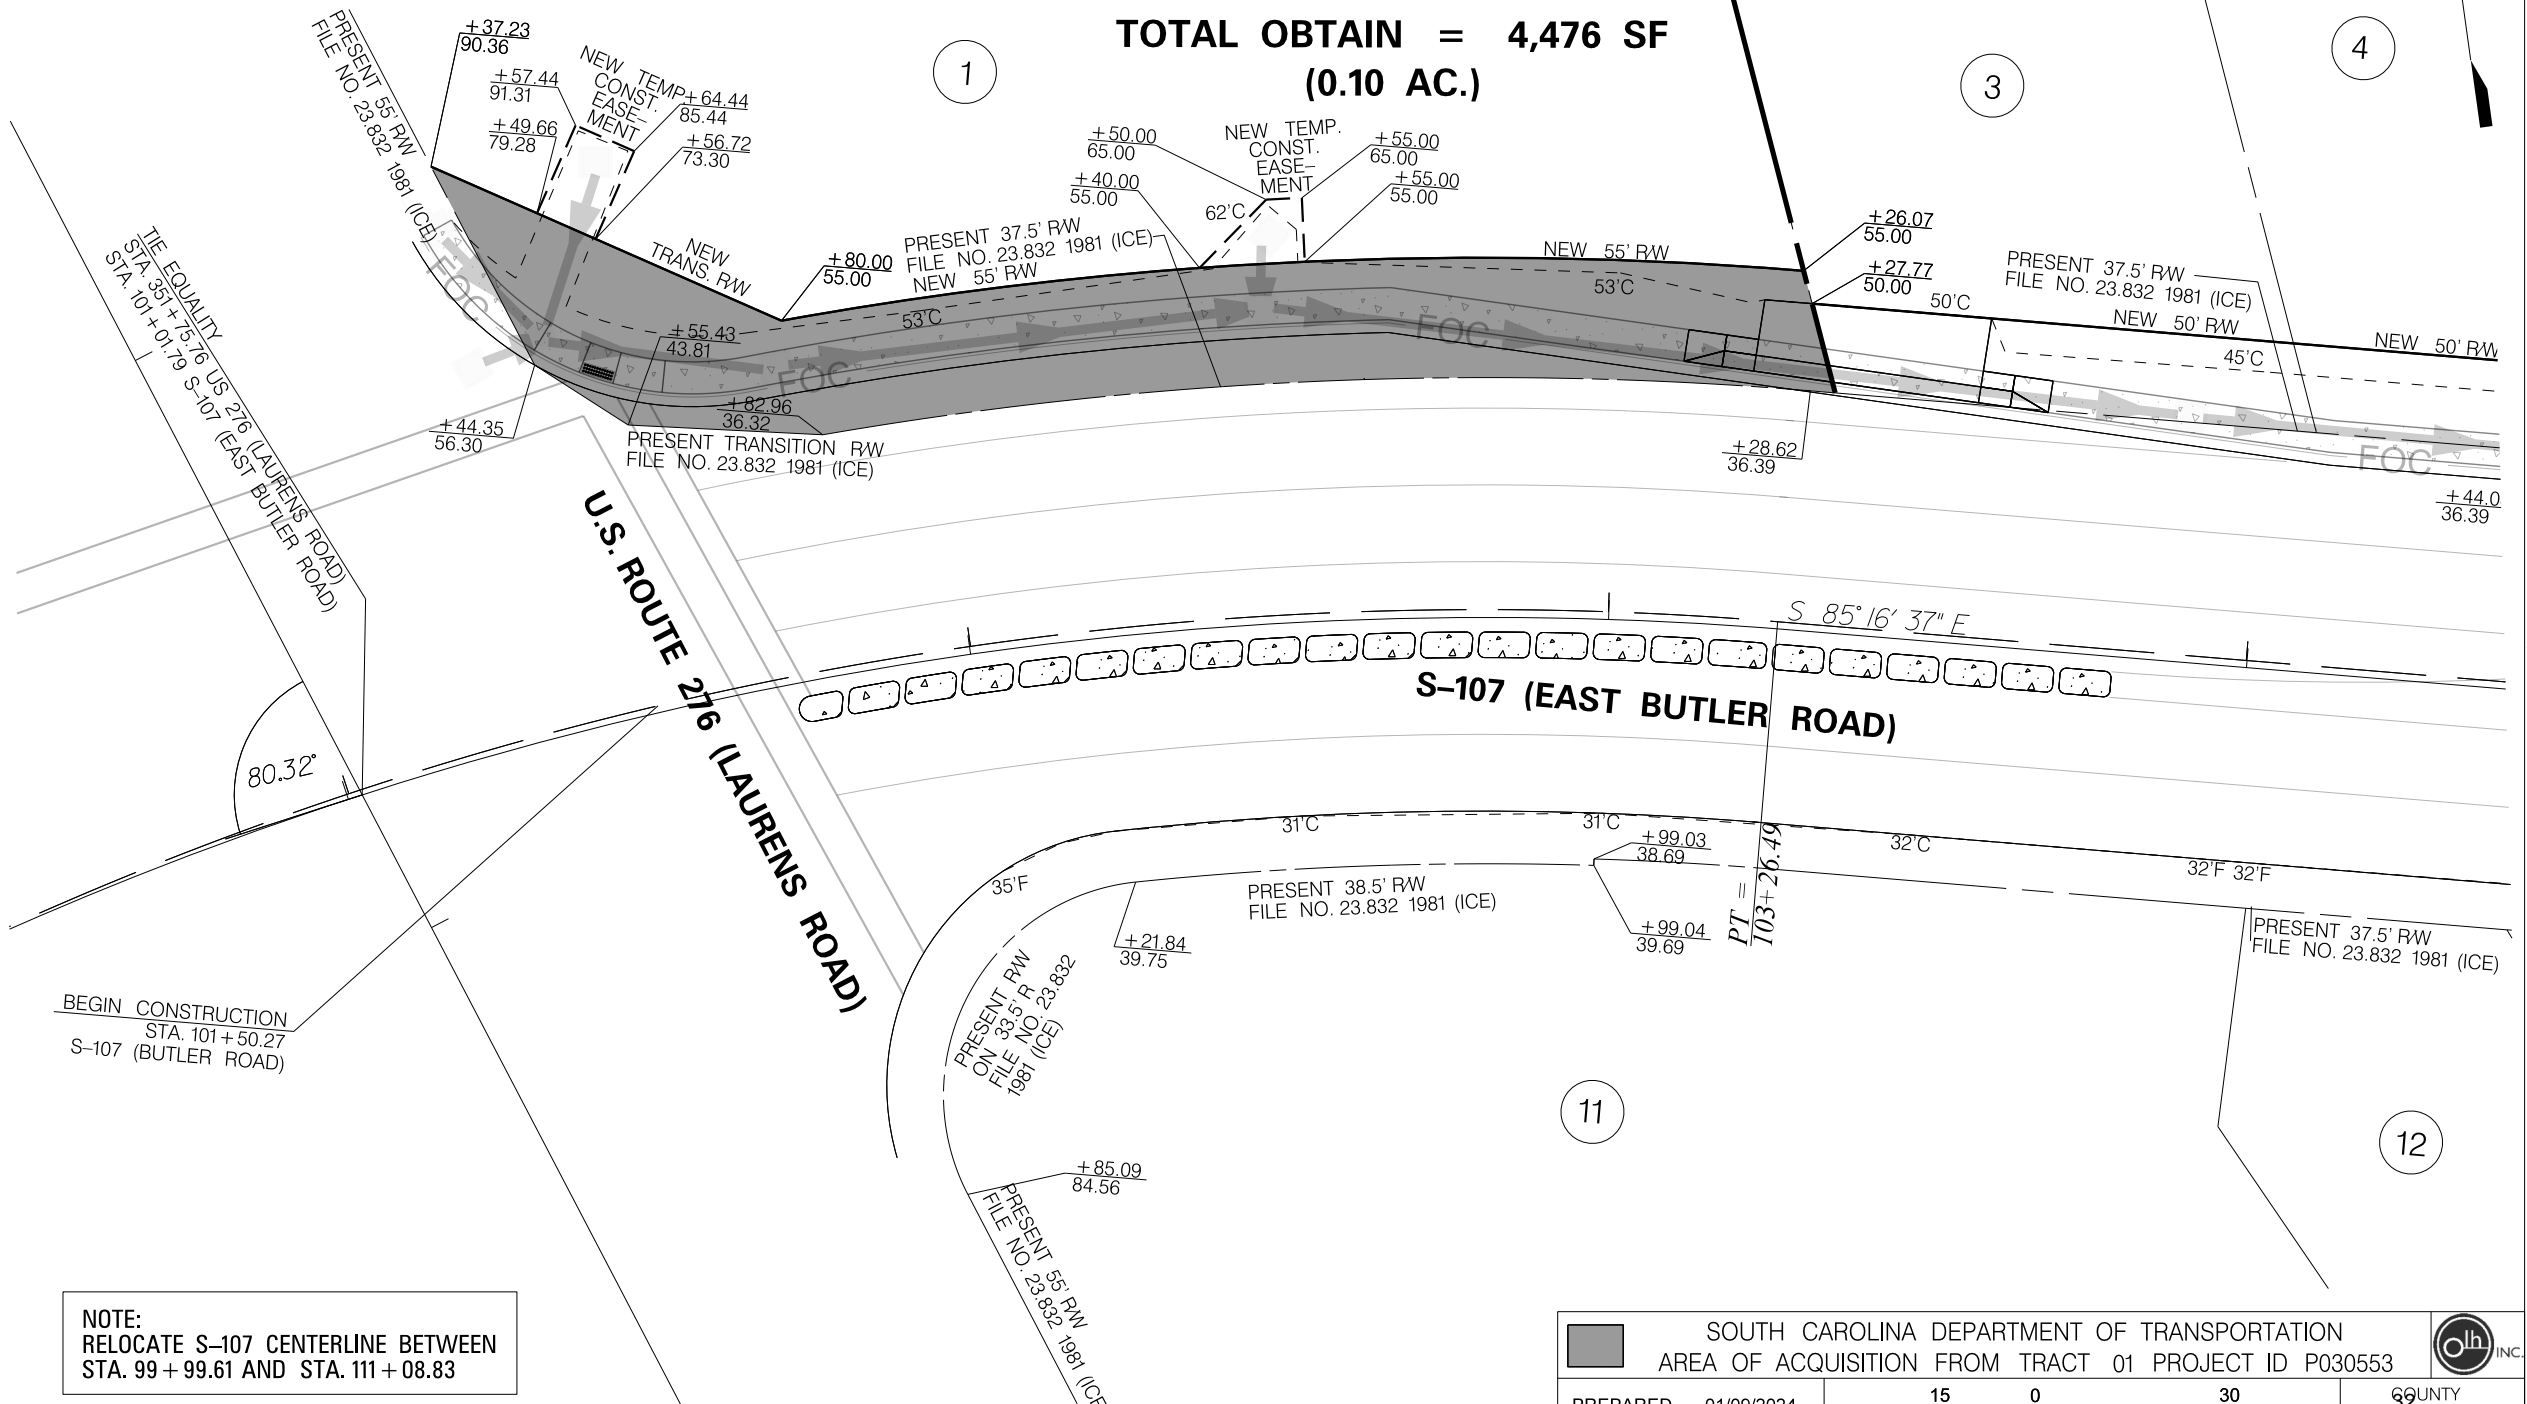 TOTAL OBTAIN = 4,476 SF
(0.10 AC.)
1
3
4
PRESENT 55' R/W
FILE NO. 23.832 1981 (ICE)
+37.23
90.36
+57.44
91.31
+49.66
79.28
NEW TEMP.
CONST.
EASE-
MENT
+64.44
85.44
+56.72
73.30
+50.00
65.00
+40.00
55.00
NEW TEMP.
CONST.
EASE-
MENT
+55.00
65.00
+55.00
55.00
62'C
NEW
TRANS. R/W
+80.00
55.00
PRESENT 37.5' R/W
FILE NO. 23.832 1981 (ICE)
NEW 55' R/W
NEW 55' R/W
+26.07
55.00
+27.77
50.00
PRESENT 37.5' R/W
FILE NO. 23.832 1981 (ICE)
53'C
53'C
50'C
NEW 50' R/W
NEW 50' R/W
45'C
FOC
FOC
FOC
FOC
+55.43
43.81
+82.96
36.32
+44.35
56.30
PRESENT TRANSITION R/W
FILE NO. 23.832 1981 (ICE)
+28.62
36.39
+44.0
36.39
TIE EQUALITY
STA. 351+75.76 US 276 (LAURENS ROAD)
STA. 101+01.79 S-107 (EAST BUTLER ROAD)
U.S. ROUTE 276 (LAURENS ROAD)
S 85° 16' 37" E
S-107 (EAST BUTLER ROAD)
80.32°
PT =
103+26.49
31'C
31'C
32'C
32'F 32'F
35'F
+99.03
38.69
+99.04
39.69
PRESENT 38.5' R/W
FILE NO. 23.832 1981 (ICE)
+21.84
39.75
PRESENT 37.5' R/W
FILE NO. 23.832 1981 (ICE)
PRESENT R/W
ON 33.5' R
FILE NO. 23.832
1981 (ICE)
BEGIN CONSTRUCTION
STA. 101+50.27
S-107 (BUTLER ROAD)
11
12
+85.09
84.56
PRESENT 55' R/W
FILE NO. 23.832 1981 (ICE
NOTE:
RELOCATE S-107 CENTERLINE BETWEEN
STA. 99+99.61 AND STA. 111+08.83
SOUTH CAROLINA DEPARTMENT OF TRANSPORTATION
AREA OF ACQUISITION FROM TRACT 01 PROJECT ID P030553
olh INC.
PREPARED 01/09/2024
15 0 30
COUNTY